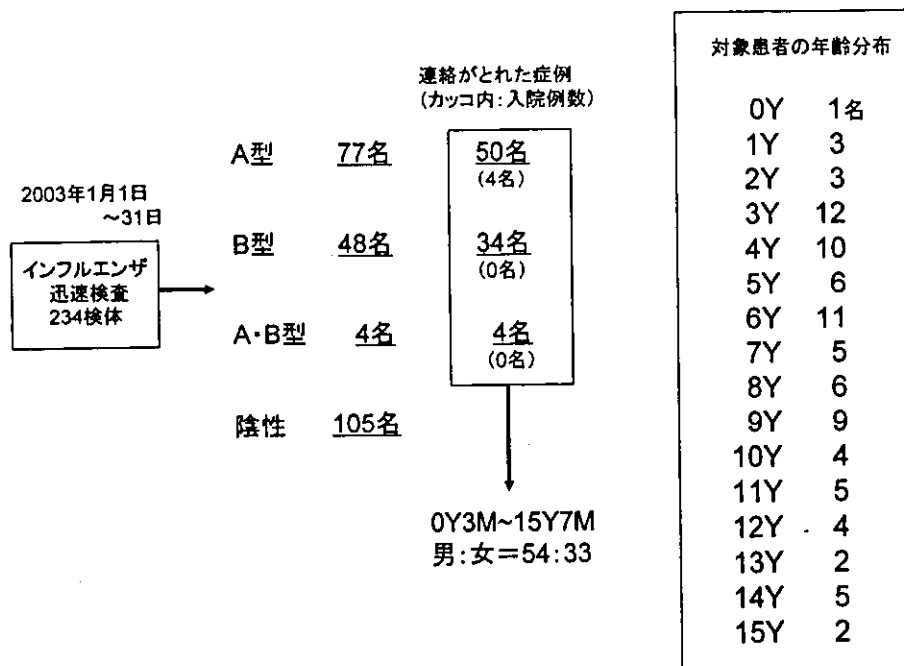 2003年1月1日
~31日
インフルエンザ
迅速検査
234検体
連絡がとれた症例
(カッコ内:入院例数)
A型 77名 50名
(4名)
B型 48名 34名
(0名)
A・B型 4名 4名
(0名)
陰性 105名
0Y3M~15Y7M
男:女=54:33
対象患者の年齢分布
0Y 1名
1Y 3
2Y 3
3Y 12
4Y 10
5Y 6
6Y 11
7Y 5
8Y 6
9Y 9
10Y 4
11Y 5
12Y 4
13Y 2
14Y 5
15Y 2